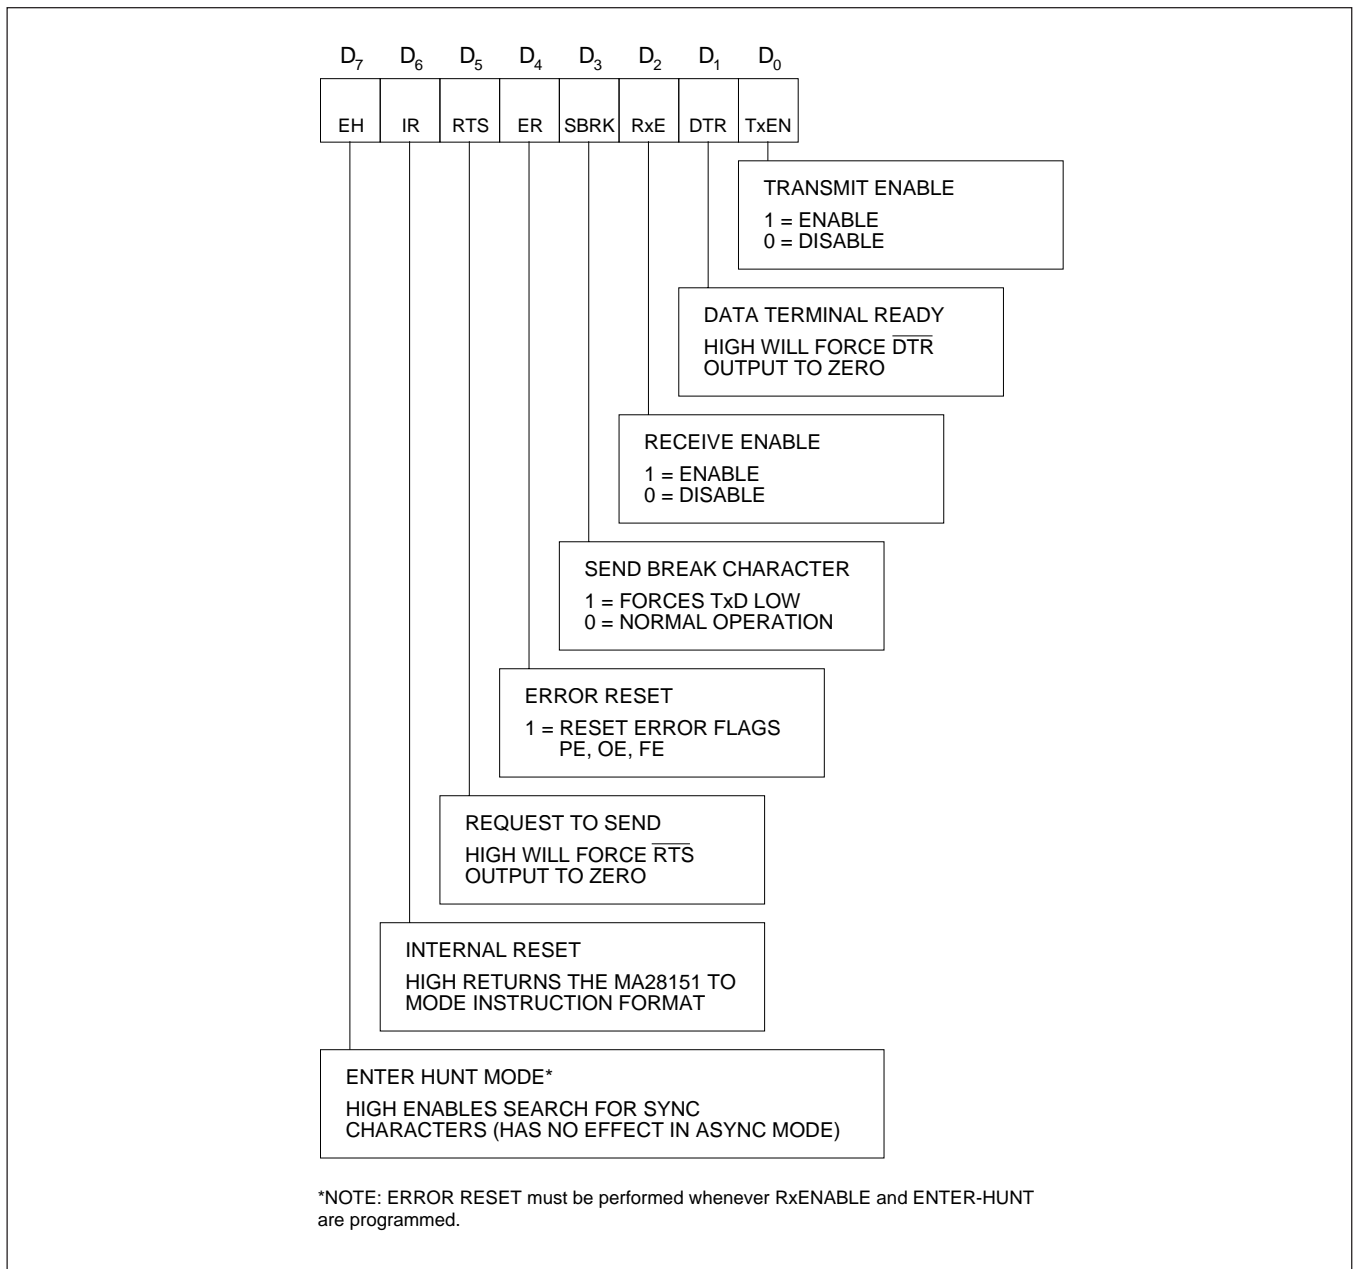 D7 D6 D5 D4 D3 D2 D1 D0
EH IR RTS ER SBRK RxE DTR TxEN
TRANSMIT ENABLE
1 = ENABLE
0 = DISABLE
DATA TERMINAL READY
HIGH WILL FORCE D̅T̅R̅
OUTPUT TO ZERO
RECEIVE ENABLE
1 = ENABLE
0 = DISABLE
SEND BREAK CHARACTER
1 = FORCES TxD LOW
0 = NORMAL OPERATION
ERROR RESET
1 = RESET ERROR FLAGS
PE, OE, FE
REQUEST TO SEND
HIGH WILL FORCE R̅T̅S̅
OUTPUT TO ZERO
INTERNAL RESET
HIGH RETURNS THE MA28151 TO
MODE INSTRUCTION FORMAT
ENTER HUNT MODE*
HIGH ENABLES SEARCH FOR SYNC
CHARACTERS (HAS NO EFFECT IN ASYNC MODE)
*NOTE: ERROR RESET must be performed whenever RxENABLE and ENTER-HUNT
are programmed.